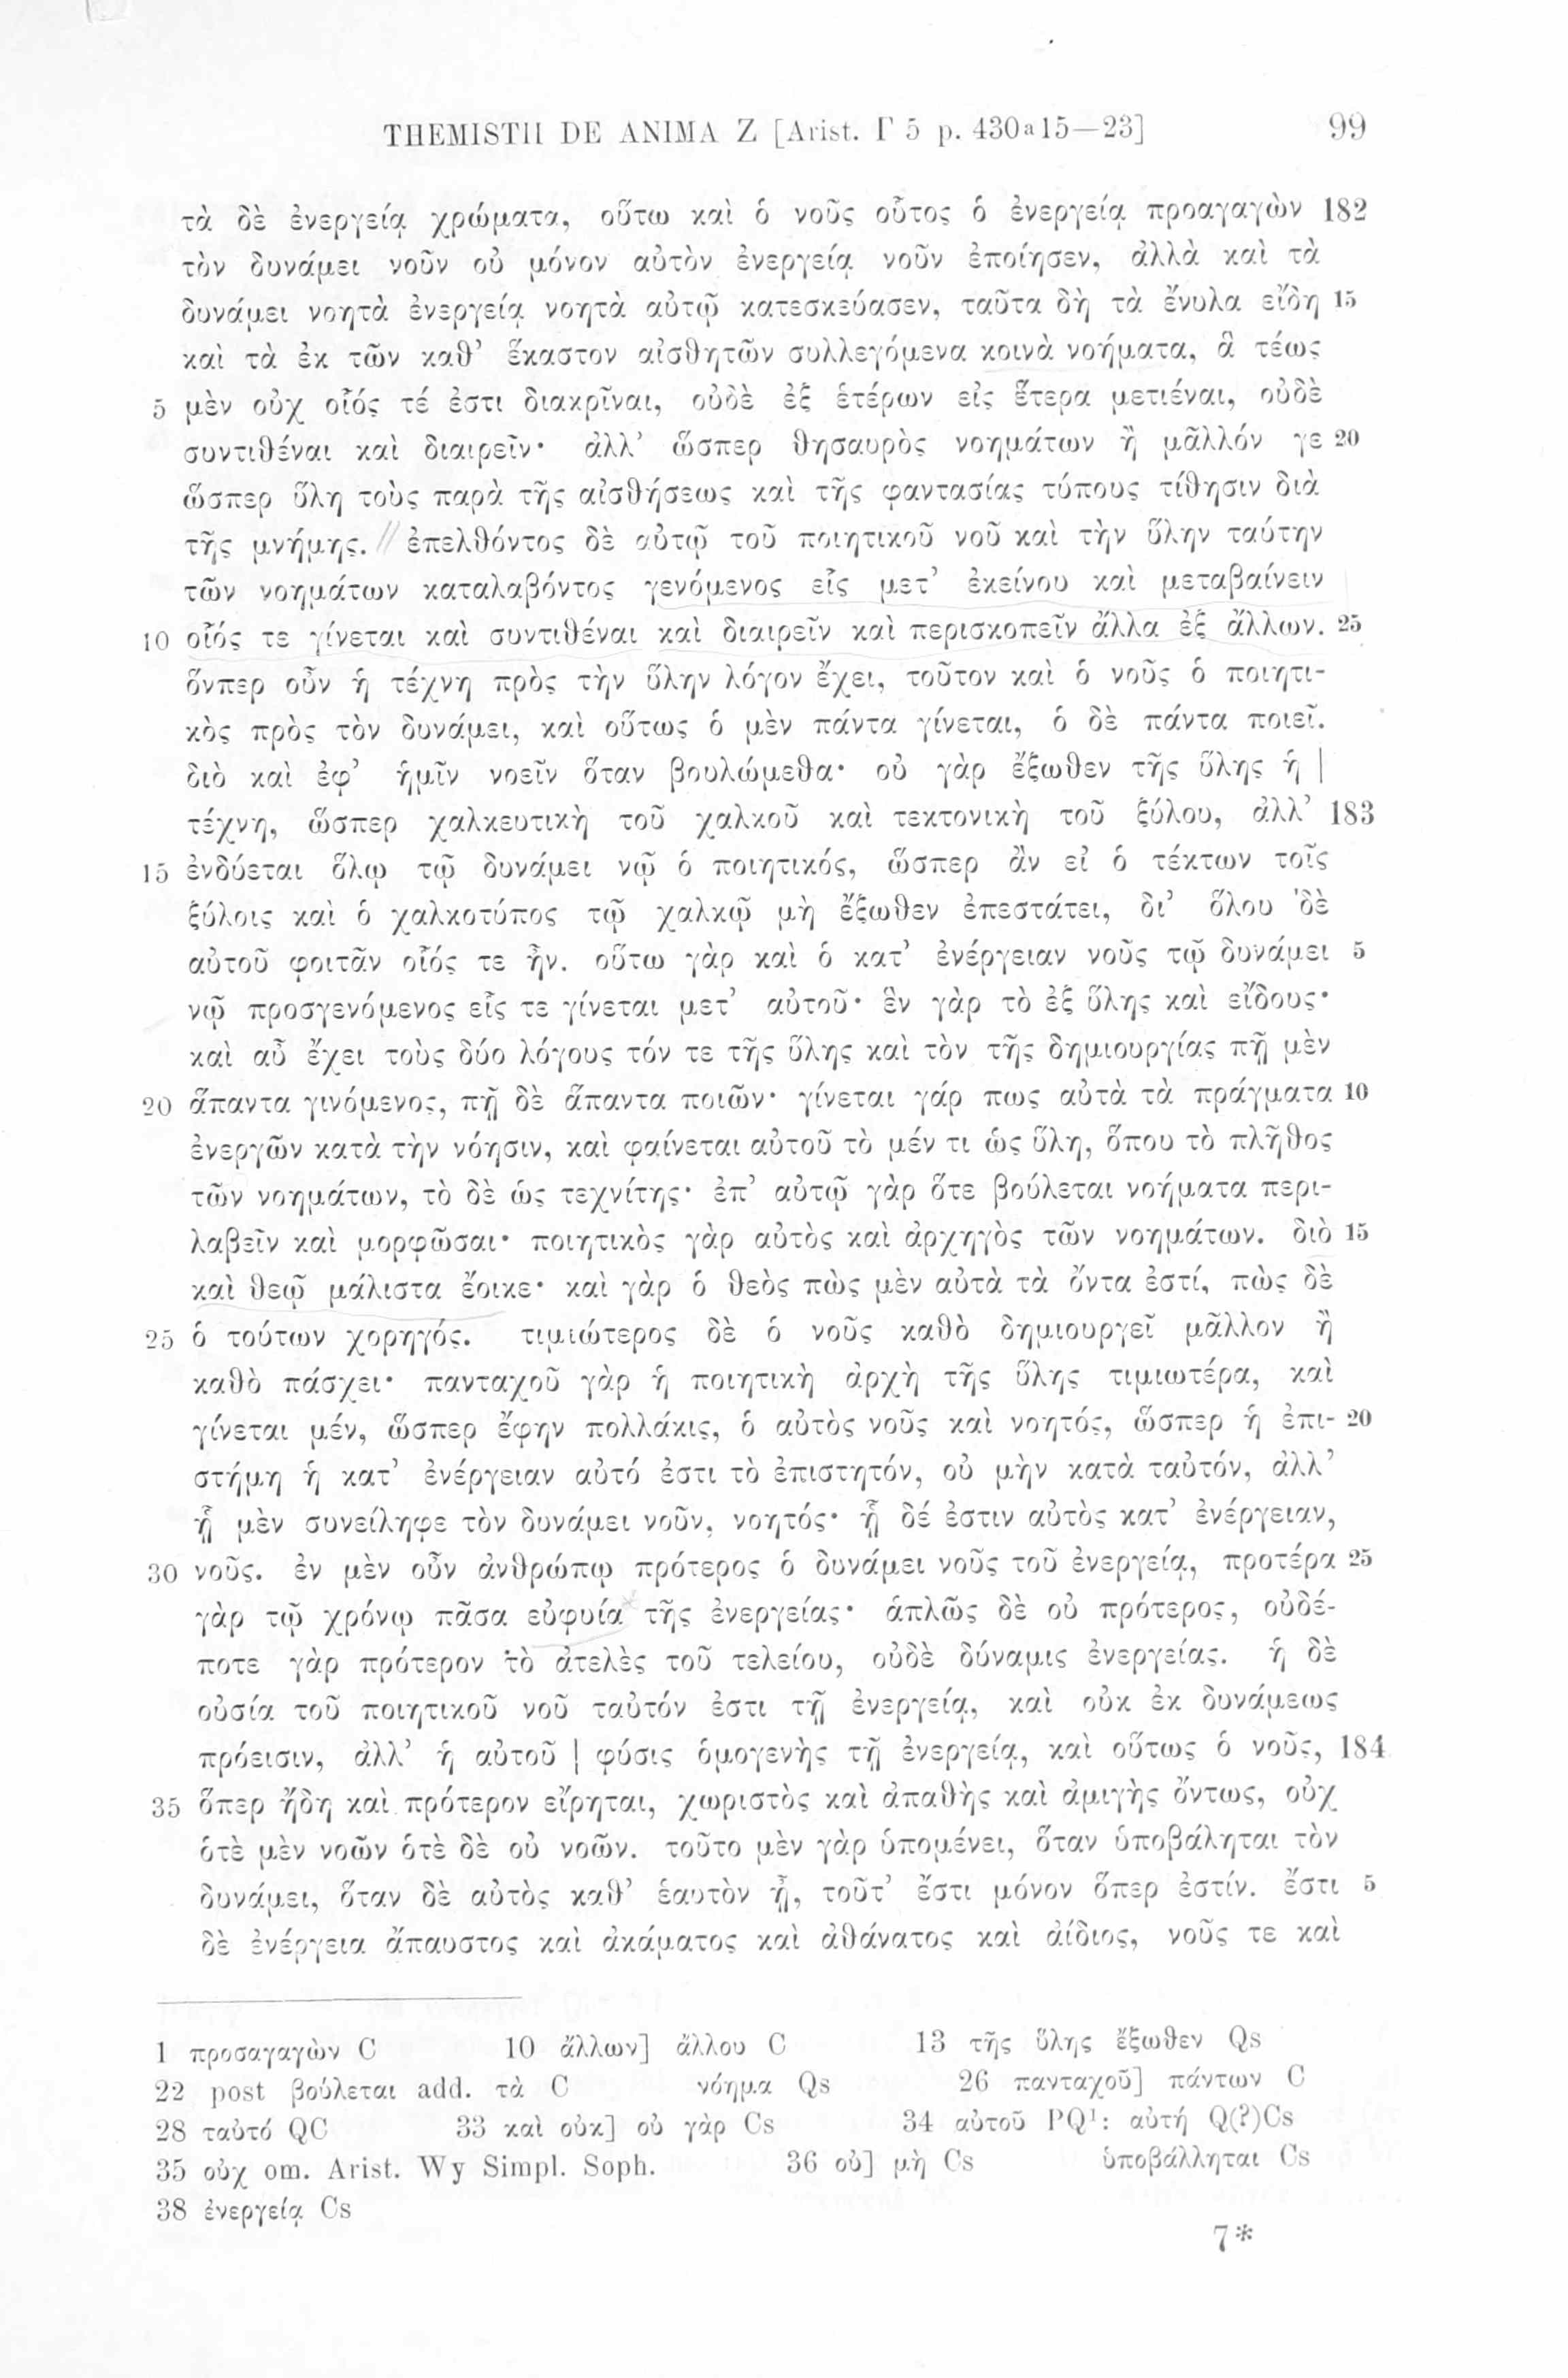 THEMISTII DE ANIMA Z [Arist. Γ 5 p. 430a15—23] 99
τὰ δὲ ἐνεργείᾳ χρώματα, οὕτω καὶ ὁ νοῦς οὗτος ὁ ἐνεργείᾳ προαγαγὼν 182
τὸν δυνάμει νοῦν οὐ μόνον αὐτὸν ἐνεργείᾳ νοῦν ἐποίησεν, ἀλλὰ καὶ τὰ
δυνάμει νοητὰ ἐνεργείᾳ νοητὰ αὐτῷ κατεσκεύασεν, ταῦτα δὴ τὰ ἔνυλα εἴδη 15
καὶ τὰ ἐκ τῶν καθ’ ἕκαστον αἰσθητῶν συλλεγόμενα κοινὰ νοήματα, ἃ τέως
5 μὲν οὐχ οἷός τέ ἐστι διακρῖναι, οὐδὲ ἐξ ἑτέρων εἰς ἕτερα μετιέναι, οὐδὲ
συντιθέναι καὶ διαιρεῖν· ἀλλ’ ὥσπερ θησαυρὸς νοημάτων ἢ μᾶλλόν γε 20
ὥσπερ ὕλη τοὺς παρὰ τῆς αἰσθήσεως καὶ τῆς φαντασίας τύπους τίθησιν διὰ
τῆς μνήμης. // ἐπελθόντος δὲ αὐτῷ τοῦ ποιητικοῦ νοῦ καὶ τὴν ὕλην ταύτην
τῶν νοημάτων καταλαβόντος γενόμενος εἷς μετ’ ἐκείνου καὶ μεταβαίνειν
10 οἷός τε γίνεται καὶ συντιθέναι καὶ διαιρεῖν καὶ περισκοπεῖν ἄλλα ἐξ ἄλλων. 25
ὅνπερ οὖν ἡ τέχνη πρὸς τὴν ὕλην λόγον ἔχει, τοῦτον καὶ ὁ νοῦς ὁ ποιητι-
κὸς πρὸς τὸν δυνάμει, καὶ οὕτως ὁ μὲν πάντα γίνεται, ὁ δὲ πάντα ποιεῖ.
διὸ καὶ ἐφ’ ἡμῖν νοεῖν ὅταν βουλώμεθα· οὐ γὰρ ἔξωθεν τῆς ὕλης ἡ |
τέχνη, ὥσπερ χαλκευτικὴ τοῦ χαλκοῦ καὶ τεκτονικὴ τοῦ ξύλου, ἀλλ’ 183
15 ἐνδύεται ὅλῳ τῷ δυνάμει νῷ ὁ ποιητικός, ὥσπερ ἂν εἰ ὁ τέκτων τοῖς
ξύλοις καὶ ὁ χαλκοτύπος τῷ χαλκῷ μὴ ἔξωθεν ἐπεστάτει, δι’ ὅλου δὲ
αὐτοῦ φοιτᾶν οἷός τε ἦν. οὕτω γὰρ καὶ ὁ κατ’ ἐνέργειαν νοῦς τῷ δυνάμει 5
νῷ προσγενόμενος εἷς τε γίνεται μετ’ αὐτοῦ· ἓν γὰρ τὸ ἐξ ὕλης καὶ εἴδους·
καὶ αὖ ἔχει τοὺς δύο λόγους τόν τε τῆς ὕλης καὶ τὸν τῆς δημιουργίας πῇ μὲν
20 ἅπαντα γινόμενος, πῇ δὲ ἅπαντα ποιῶν· γίνεται γάρ πως αὐτὰ τὰ πράγματα 10
ἐνεργῶν κατὰ τὴν νόησιν, καὶ φαίνεται αὐτοῦ τὸ μέν τι ὡς ὕλη, ὅπου τὸ πλῆθος
τῶν νοημάτων, τὸ δὲ ὡς τεχνίτης· ἐπ’ αὐτῷ γὰρ ὅτε βούλεται νοήματα περι-
λαβεῖν καὶ μορφῶσαι· ποιητικὸς γὰρ αὐτὸς καὶ ἀρχηγὸς τῶν νοημάτων. διὸ 15
καὶ θεῷ μάλιστα ἔοικε· καὶ γὰρ ὁ θεὸς πὼς μὲν αὐτὰ τὰ ὄντα ἐστί, πὼς δὲ
25 ὁ τούτων χορηγός. τιμιώτερος δὲ ὁ νοῦς καθὸ δημιουργεῖ μᾶλλον ἢ
καθὸ πάσχει· πανταχοῦ γὰρ ἡ ποιητικὴ ἀρχὴ τῆς ὕλης τιμιωτέρα, καὶ
γίνεται μέν, ὥσπερ ἔφην πολλάκις, ὁ αὐτὸς νοῦς καὶ νοητός, ὥσπερ ἡ ἐπι- 20
στήμη ἡ κατ’ ἐνέργειαν αὐτό ἐστι τὸ ἐπιστητόν, οὐ μὴν κατὰ ταὐτόν, ἀλλ’
ᾗ μὲν συνείληφε τὸν δυνάμει νοῦν, νοητός· ᾗ δέ ἐστιν αὐτὸς κατ’ ἐνέργειαν,
30 νοῦς. ἐν μὲν οὖν ἀνθρώπῳ πρότερος ὁ δυνάμει νοῦς τοῦ ἐνεργείᾳ, προτέρα 25
γὰρ τῷ χρόνῳ πᾶσα εὐφυία τῆς ἐνεργείας· ἁπλῶς δὲ οὐ πρότερος, οὐδέ-
ποτε γὰρ πρότερον τὸ ἀτελὲς τοῦ τελείου, οὐδὲ δύναμις ἐνεργείας. ἡ δὲ
οὐσία τοῦ ποιητικοῦ νοῦ ταὐτόν ἐστι τῇ ἐνεργείᾳ, καὶ οὐκ ἐκ δυνάμεως
πρόεισιν, ἀλλ’ ἡ αὐτοῦ | φύσις ὁμογενὴς τῇ ἐνεργείᾳ, καὶ οὕτως ὁ νοῦς, 184
35 ὅπερ ἤδη καὶ πρότερον εἴρηται, χωριστὸς καὶ ἀπαθὴς καὶ ἀμιγὴς ὄντως, οὐχ
ὁτὲ μὲν νοῶν ὁτὲ δὲ οὐ νοῶν. τοῦτο μὲν γὰρ ὑπομένει, ὅταν ὑποβάληται τὸν
δυνάμει, ὅταν δὲ αὐτὸς καθ’ ἑαυτὸν ᾖ, τοῦτ’ ἔστι μόνον ὅπερ ἐστίν. ἔστι 5
δὲ ἐνέργεια ἄπαυστος καὶ ἀκάματος καὶ ἀθάνατος καὶ ἀίδιος, νοῦς τε καὶ
1 προσαγαγὼν C 10 ἄλλων] ἄλλου C 13 τῆς ὕλης ἔξωθεν Qs
22 post βούλεται add. τὰ C νόημα Qs 26 πανταχοῦ] πάντων C
28 ταὐτό QC 33 καὶ οὐκ] οὐ γὰρ Cs 34 αὐτοῦ PQ¹: αὐτή Q(?)Cs
35 οὐχ om. Arist. Wy Simpl. Soph. 36 οὐ] μὴ Cs ὑποβάλληται Cs
38 ἐνεργείᾳ Cs
7*